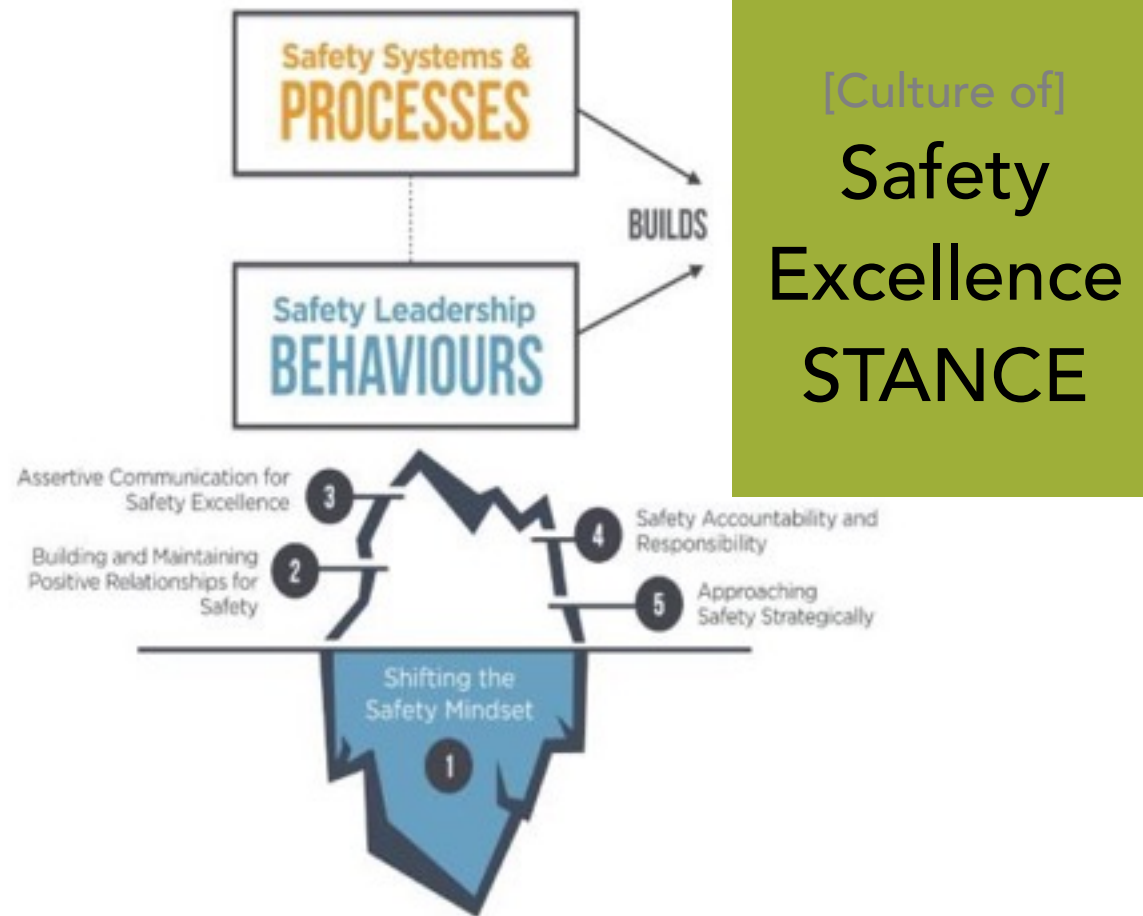 Safety Systems &
PROCESSES
[Culture of]
Safety
Excellence
STANCE
BUILDS
Safety Leadership
BEHAVIOURS
Assertive Communication for
Safety Excellence
3
Building and Maintaining
Positive Relationships for
Safety
2
4
Safety Accountability and
Responsibility
5
Approaching
Safety Strategically
Shifting the
Safety Mindset
1